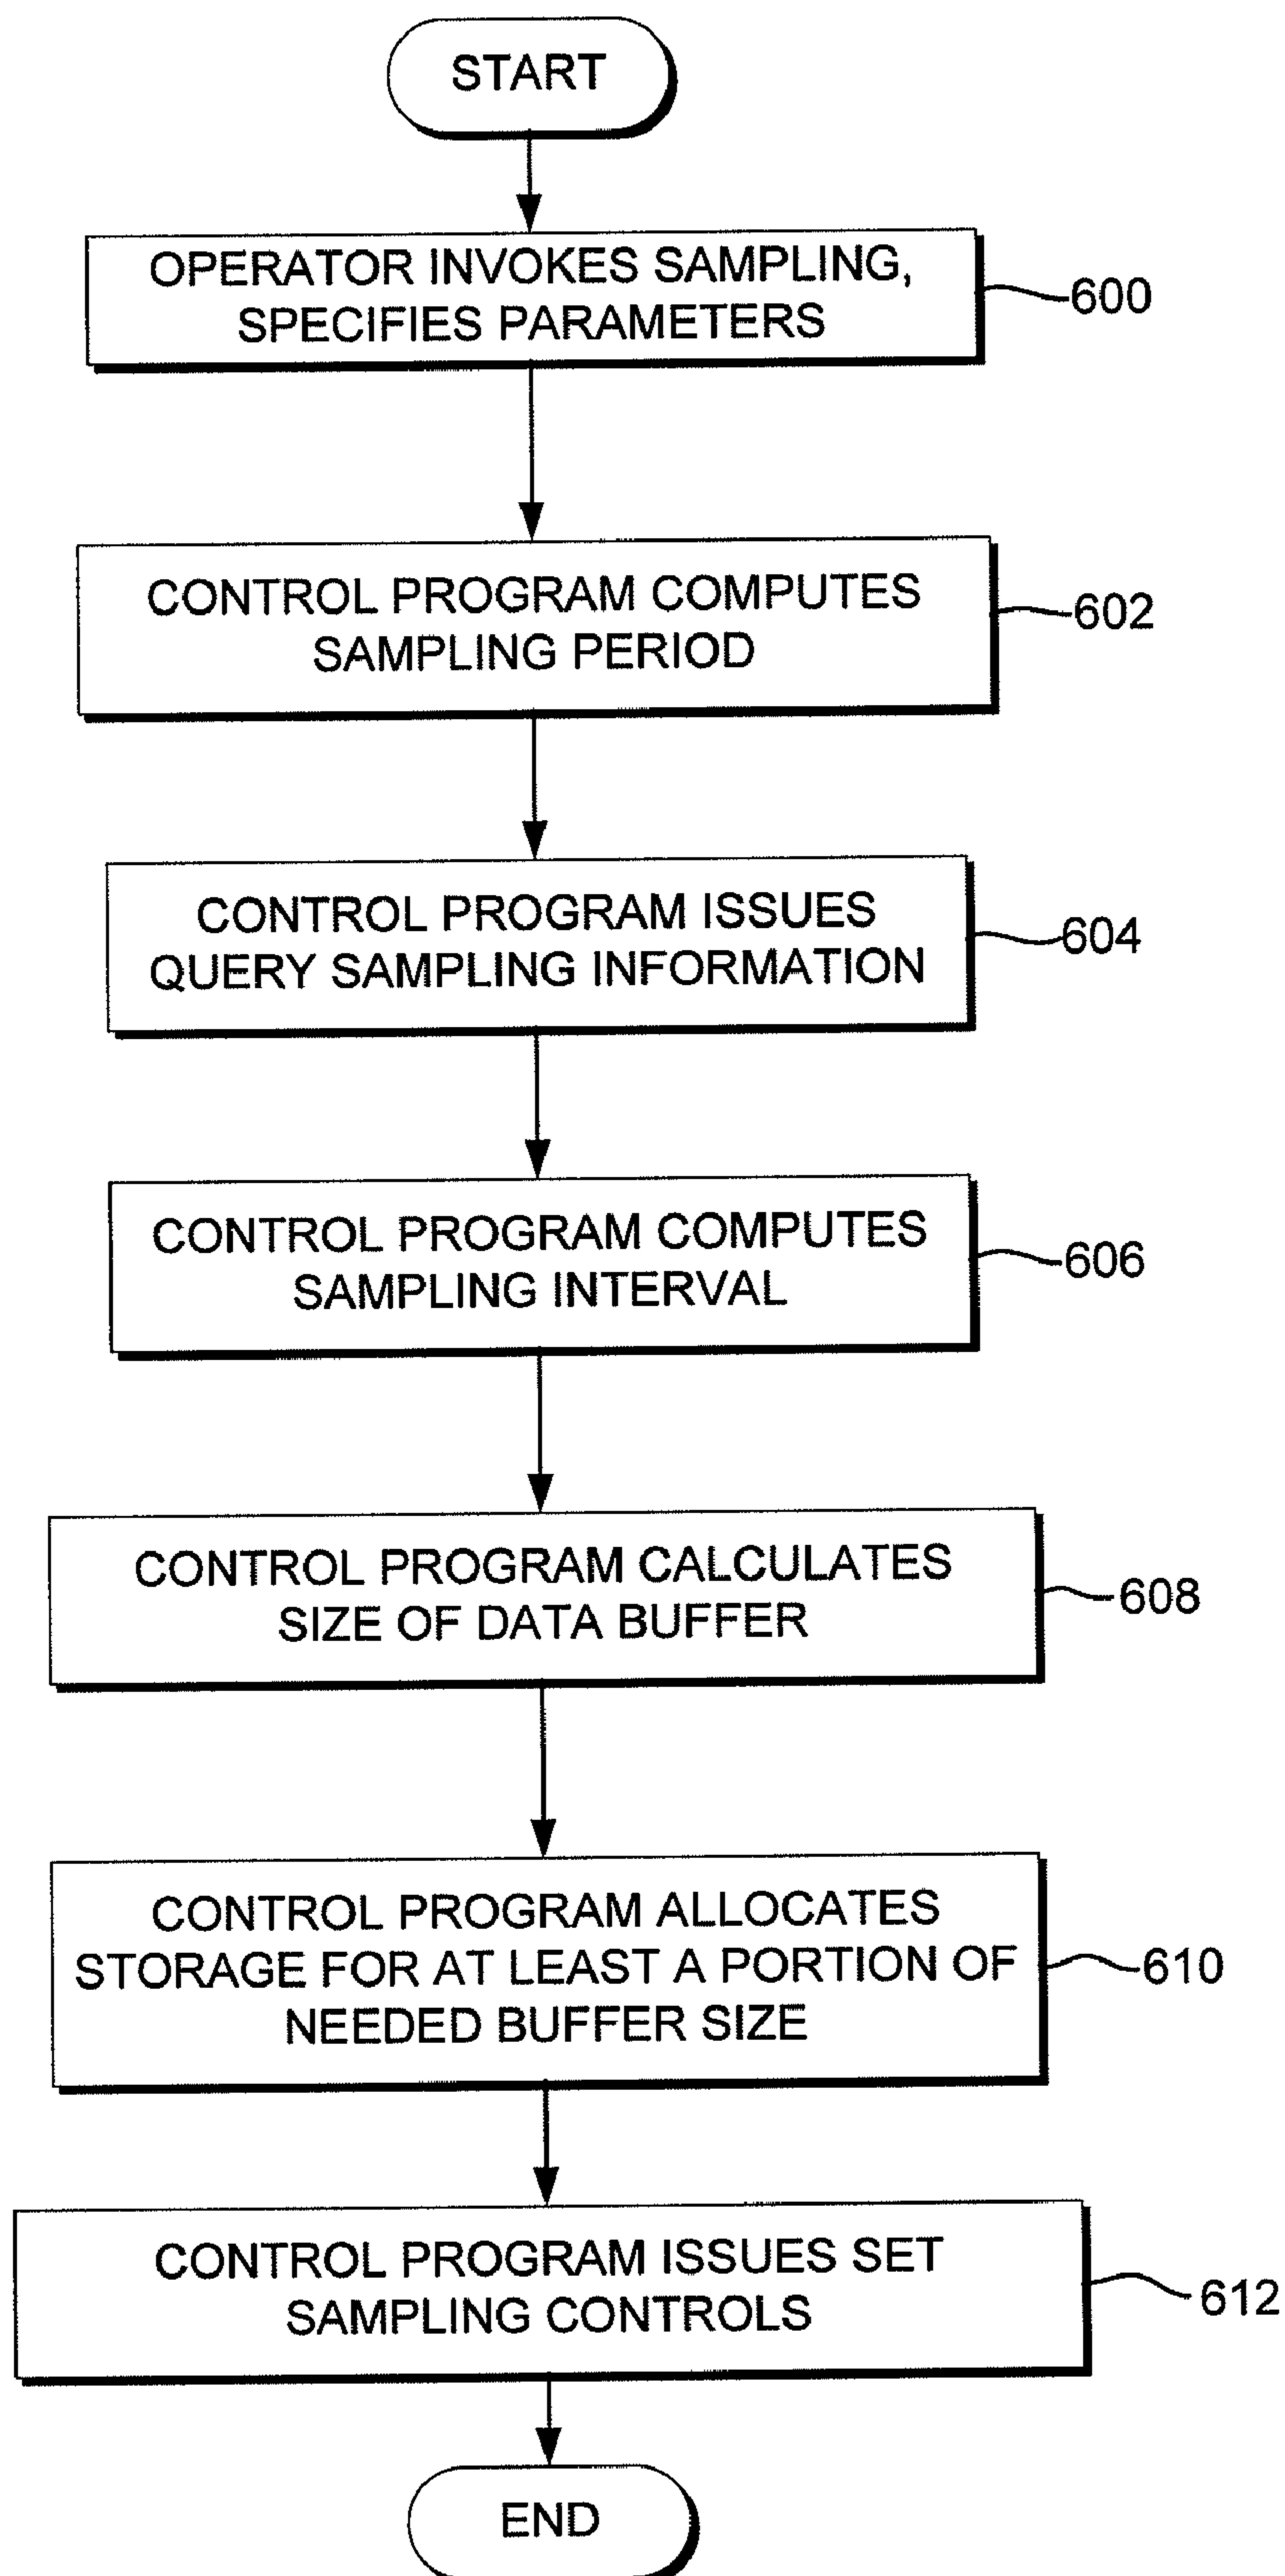 START
OPERATOR INVOKES SAMPLING,
SPECIFIES PARAMETERS
600
CONTROL PROGRAM COMPUTES
SAMPLING PERIOD
602
CONTROL PROGRAM ISSUES
QUERY SAMPLING INFORMATION
604
CONTROL PROGRAM COMPUTES
SAMPLING INTERVAL
606
CONTROL PROGRAM CALCULATES
SIZE OF DATA BUFFER
608
CONTROL PROGRAM ALLOCATES
STORAGE FOR AT LEAST A PORTION OF
NEEDED BUFFER SIZE
610
CONTROL PROGRAM ISSUES SET
SAMPLING CONTROLS
612
END